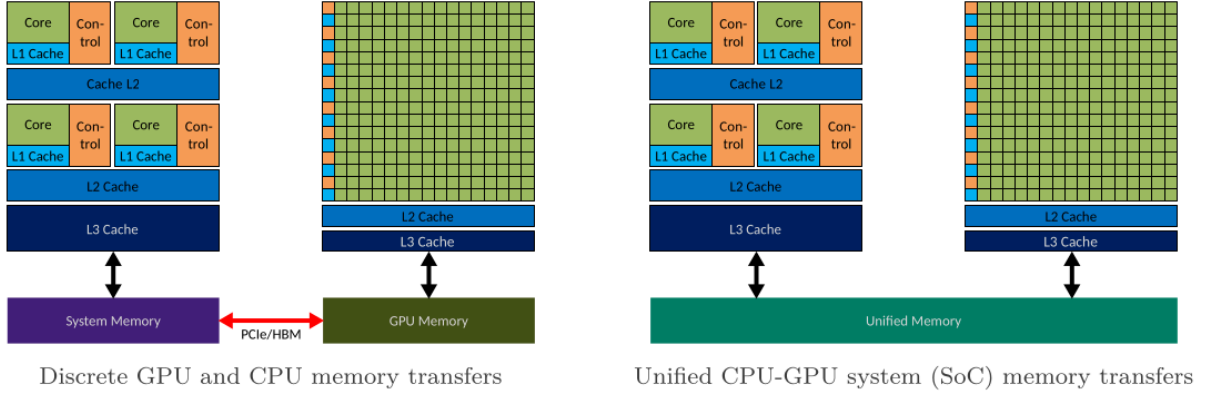 Core
Con-
trol
L1 Cache
Core
Con-
trol
L1 Cache
Cache L2
Core
Con-
trol
L1 Cache
Core
Con-
trol
L1 Cache
L2 Cache
L3 Cache
System Memory
L2 Cache
L3 Cache
PCIe/HBM
GPU Memory
Discrete GPU and CPU memory transfers
Core
Con-
trol
L1 Cache
Core
Con-
trol
L1 Cache
Cache L2
Core
Con-
trol
L1 Cache
Core
Con-
trol
L1 Cache
L2 Cache
L3 Cache
L2 Cache
L3 Cache
Unified Memory
Unified CPU-GPU system (SoC) memory transfers